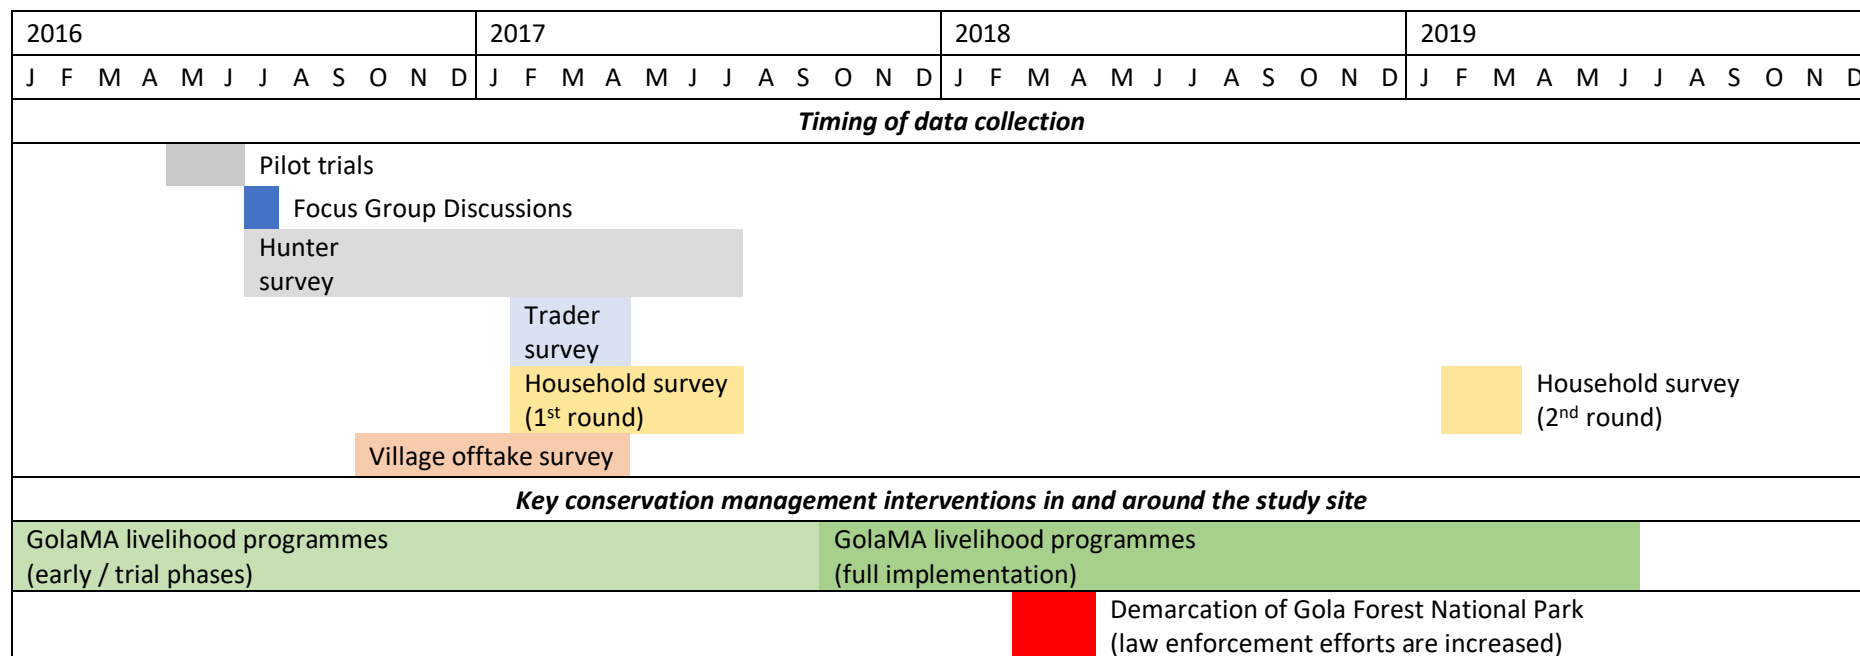 2016 2017 2018 2019
J F M A M J J A S O N D J F M A M J J A S O N D J F M A M J J A S O N D J F M A M J J A S O N D
Timing of data collection
Pilot trials
Focus Group Discussions
Hunter
survey
Trader
survey
Household survey
(1st round)
Household survey
(2nd round)
Village offtake survey
Key conservation management interventions in and around the study site
GolaMA livelihood programmes
(early / trial phases)
GolaMA livelihood programmes
(full implementation)
Demarcation of Gola Forest National Park
(law enforcement efforts are increased)